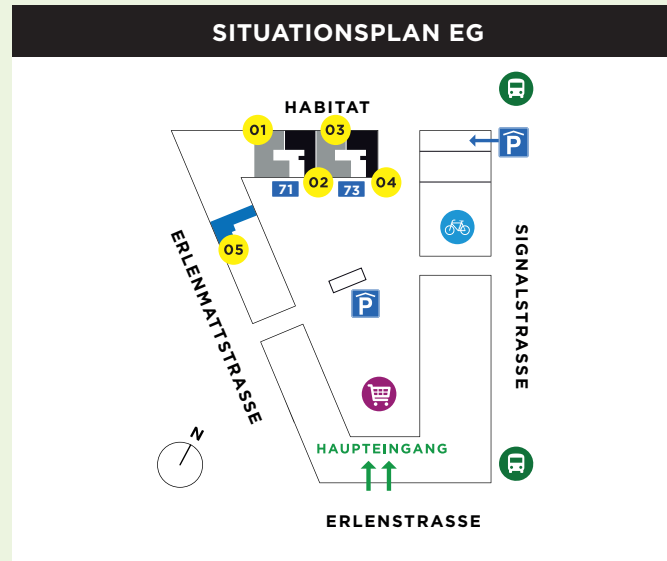 SITUATIONSPLAN EG
HABITAT
01
03
P
71
02
73
04
05
ERLENMATTSTRASSE
SIGNALSTRASSE
P
N
HAUPTEINGANG
ERLENSTRASSE